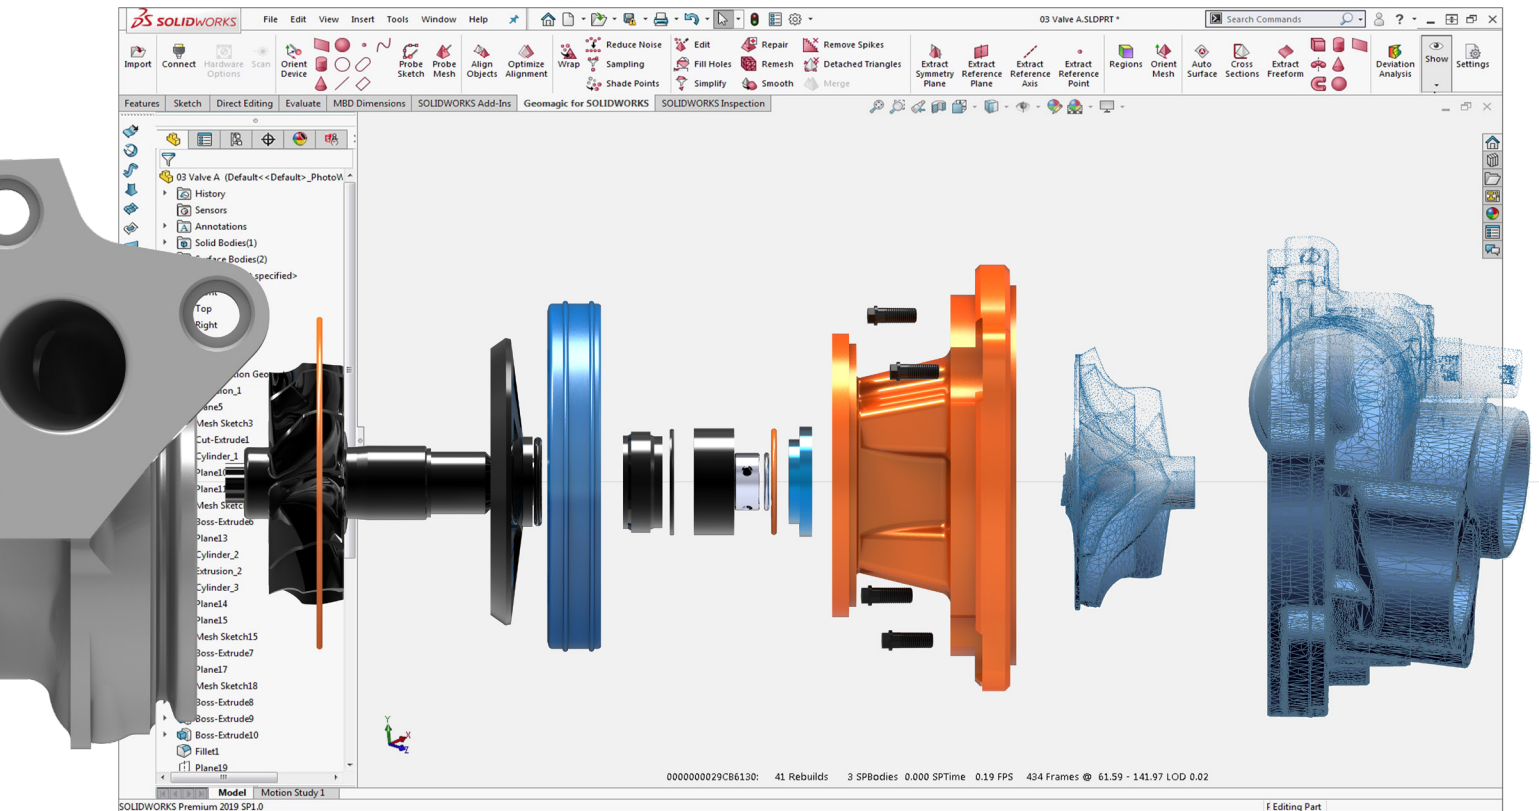 SOLIDWORKS File Edit View Insert Tools Window Help 03 Valve A.SLDPRT * Search Commands ?
Import Connect Hardware Options Scan Orient Device Probe Sketch Probe Mesh Align Objects Optimize Alignment Wrap
Reduce Noise Edit Repair Remove Spikes
Sampling Fill Holes Remesh Detached Triangles
Shade Points Simplify Smooth Merge
Extract Symmetry Plane Extract Reference Plane Extract Reference Axis Extract Reference Point Regions Orient Mesh Auto Surface Cross Sections Extract Freeform Deviation Analysis Show Settings
Features Sketch Direct Editing Evaluate MBD Dimensions SOLIDWORKS Add-Ins Geomagic for SOLIDWORKS SOLIDWORKS Inspection
03 Valve A (Default<<Default>_PhotoW
History
Sensors
Annotations
Solid Bodies(1)
Surface Bodies(2)
specified>
Top
Right
ion_1
ane5
Mesh Sketch3
Cut-Extrude1
Cylinder_1
Plane10
Plane11
Mesh Sketc
Boss-Extrude6
Plane13
Cylinder_2
Extrusion_2
Cylinder_3
Plane14
Plane15
Mesh Sketch15
Boss-Extrude7
Plane17
Mesh Sketch18
Boss-Extrude8
Boss-Extrude9
Boss-Extrude10
Fillet1
Plane19
Y
X
Z
0000000029CB6130: 41 Rebuilds 3 SPBodies 0.000 SPTime 0.19 FPS 434 Frames @ 61.59 - 141.97 LOD 0.02
Model Motion Study 1
SOLIDWORKS Premium 2019 SP1.0 F Editing Part